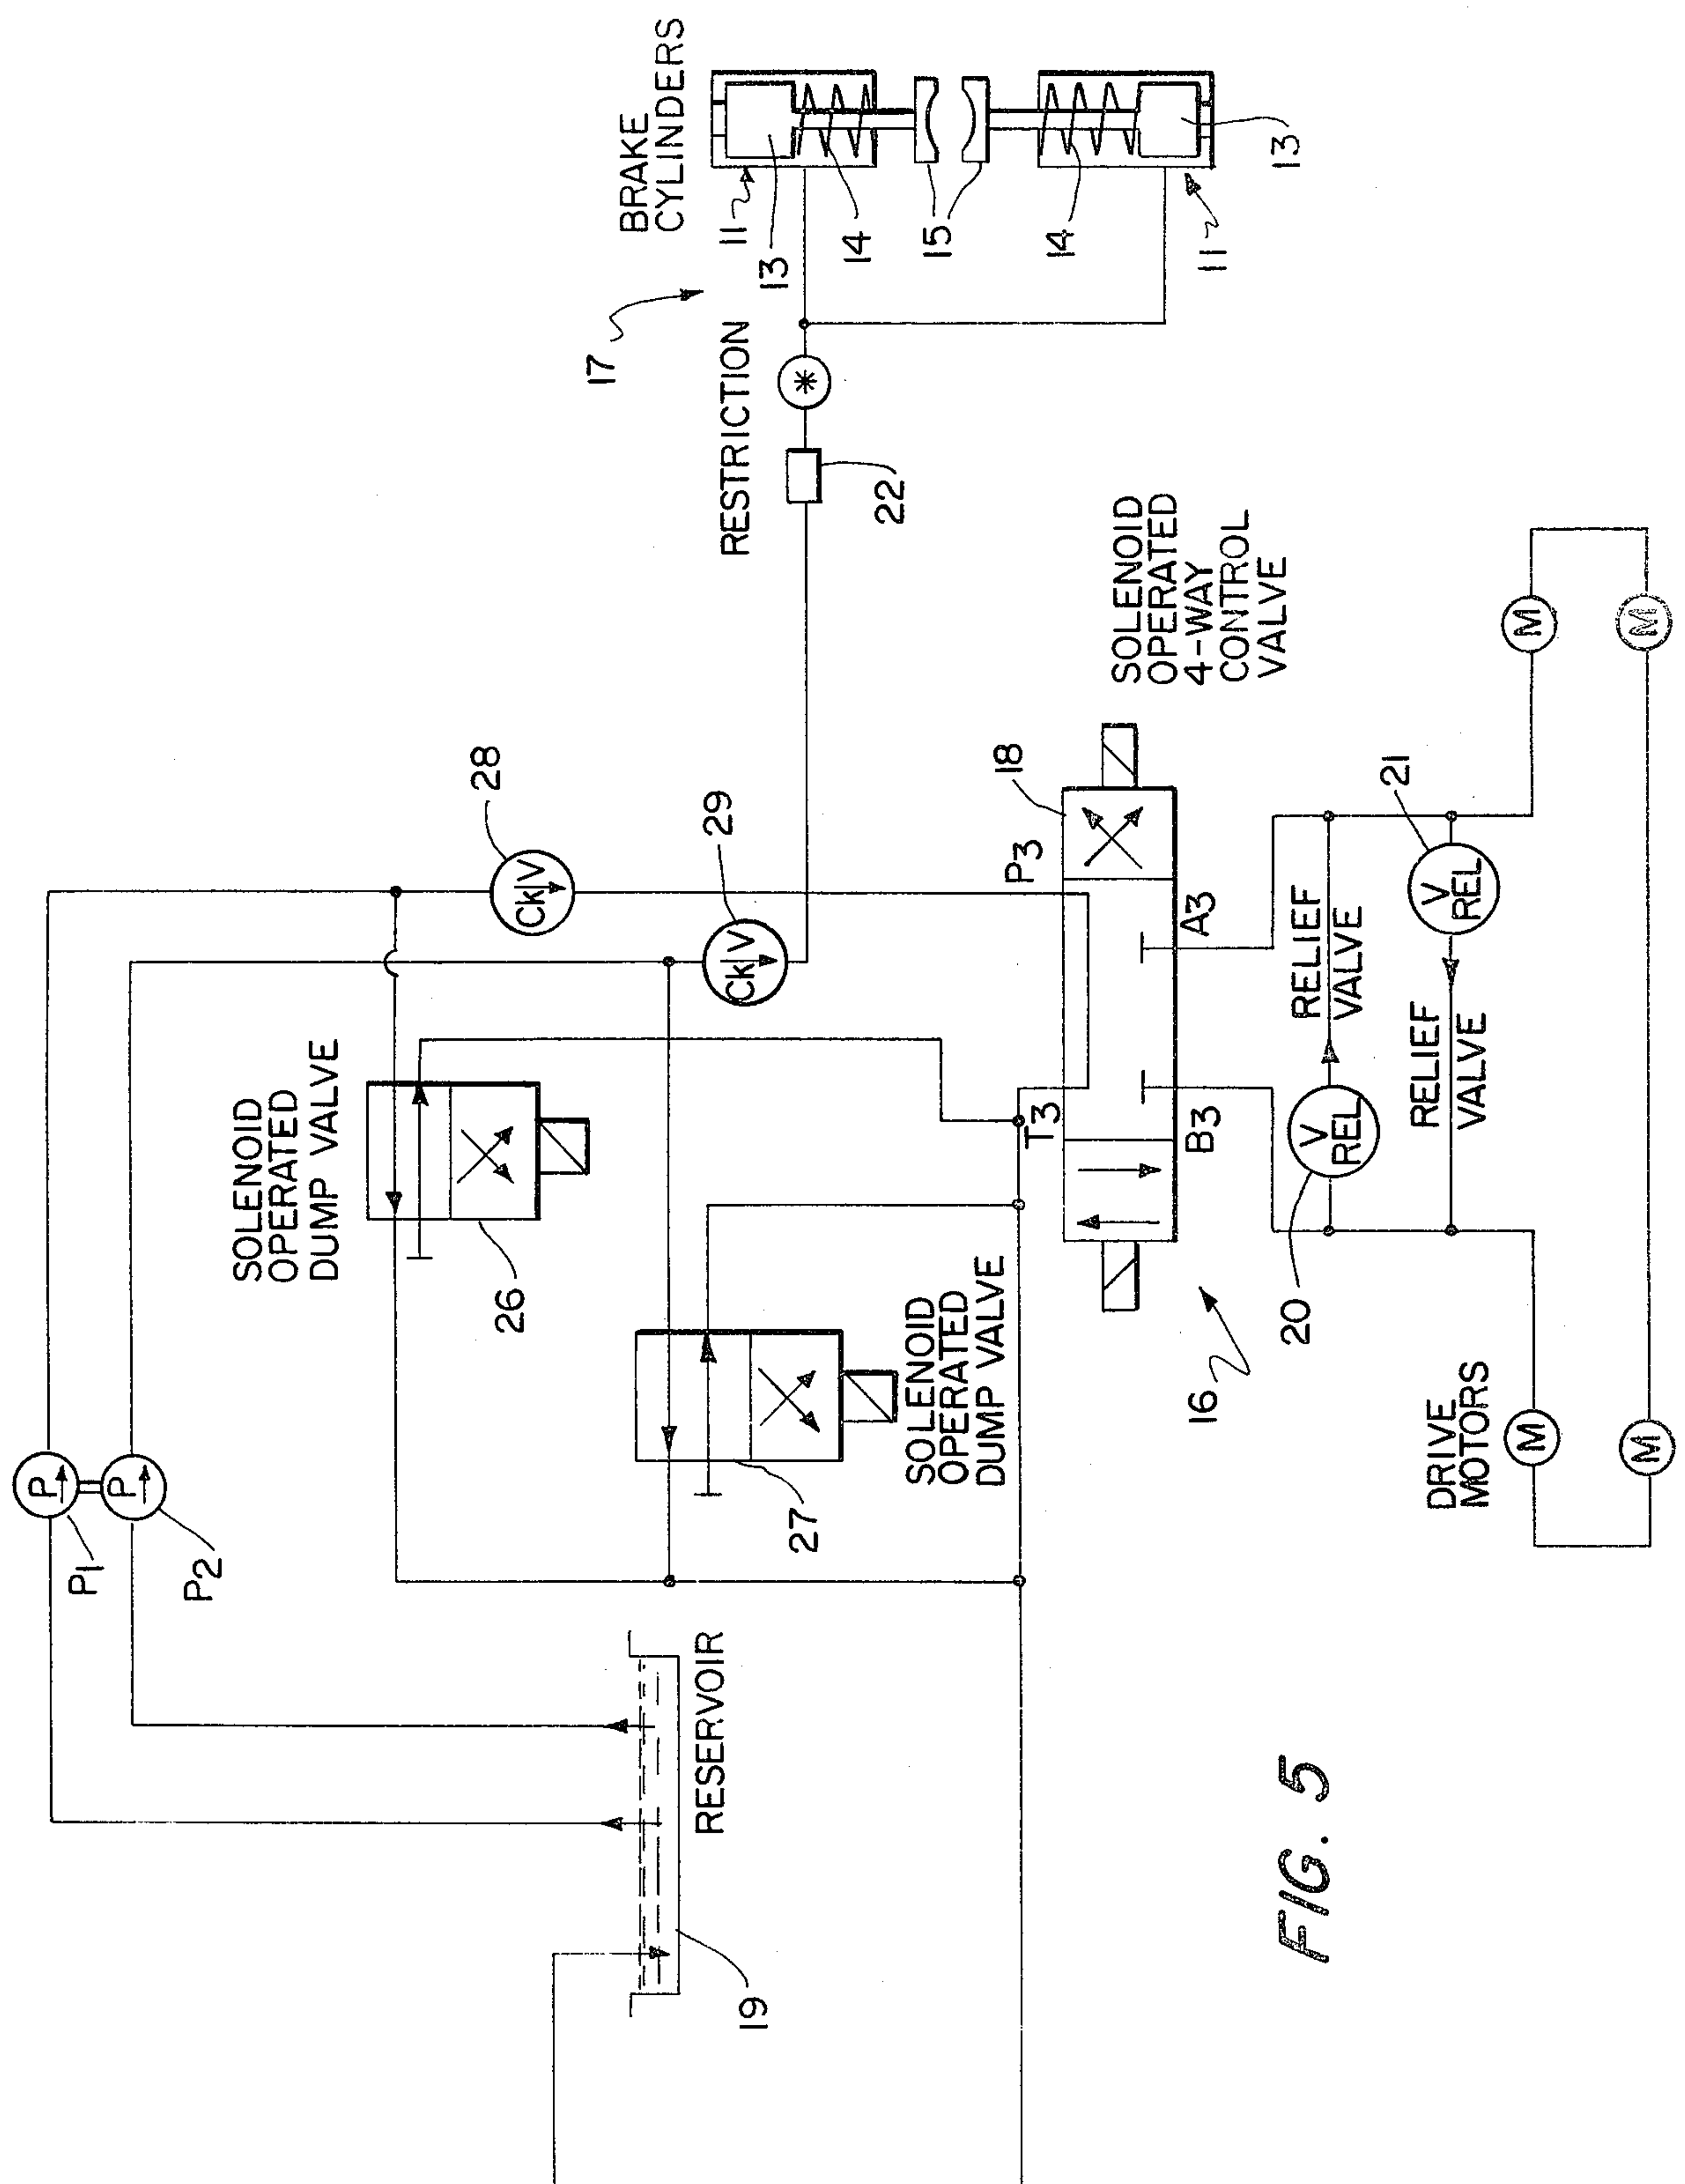 BRAKE
CYLINDERS
11
13
14
15
14
13
11
17
RESTRICTION
22
28
29
SOLENOID
OPERATED
4-WAY
CONTROL
VALVE
18
P3
A3
T3
B3
Ck V
Ck V
SOLENOID
OPERATED
DUMP VALVE
26
SOLENOID
OPERATED
DUMP VALVE
27
P
P
P1
P2
RESERVOIR
19
16
20
21
V
REL
RELIEF
VALVE
V
REL
RELIEF
VALVE
DRIVE
MOTORS
M
M
M
M
FIG. 5